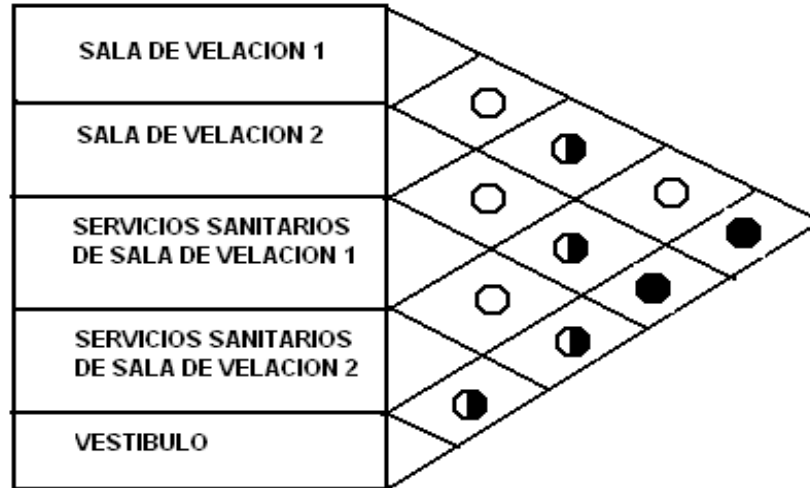 SALA DE VELACION 1
SALA DE VELACION 2
SERVICIOS SANITARIOS
DE SALA DE VELACION 1
SERVICIOS SANITARIOS
DE SALA DE VELACION 2
VESTIBULO